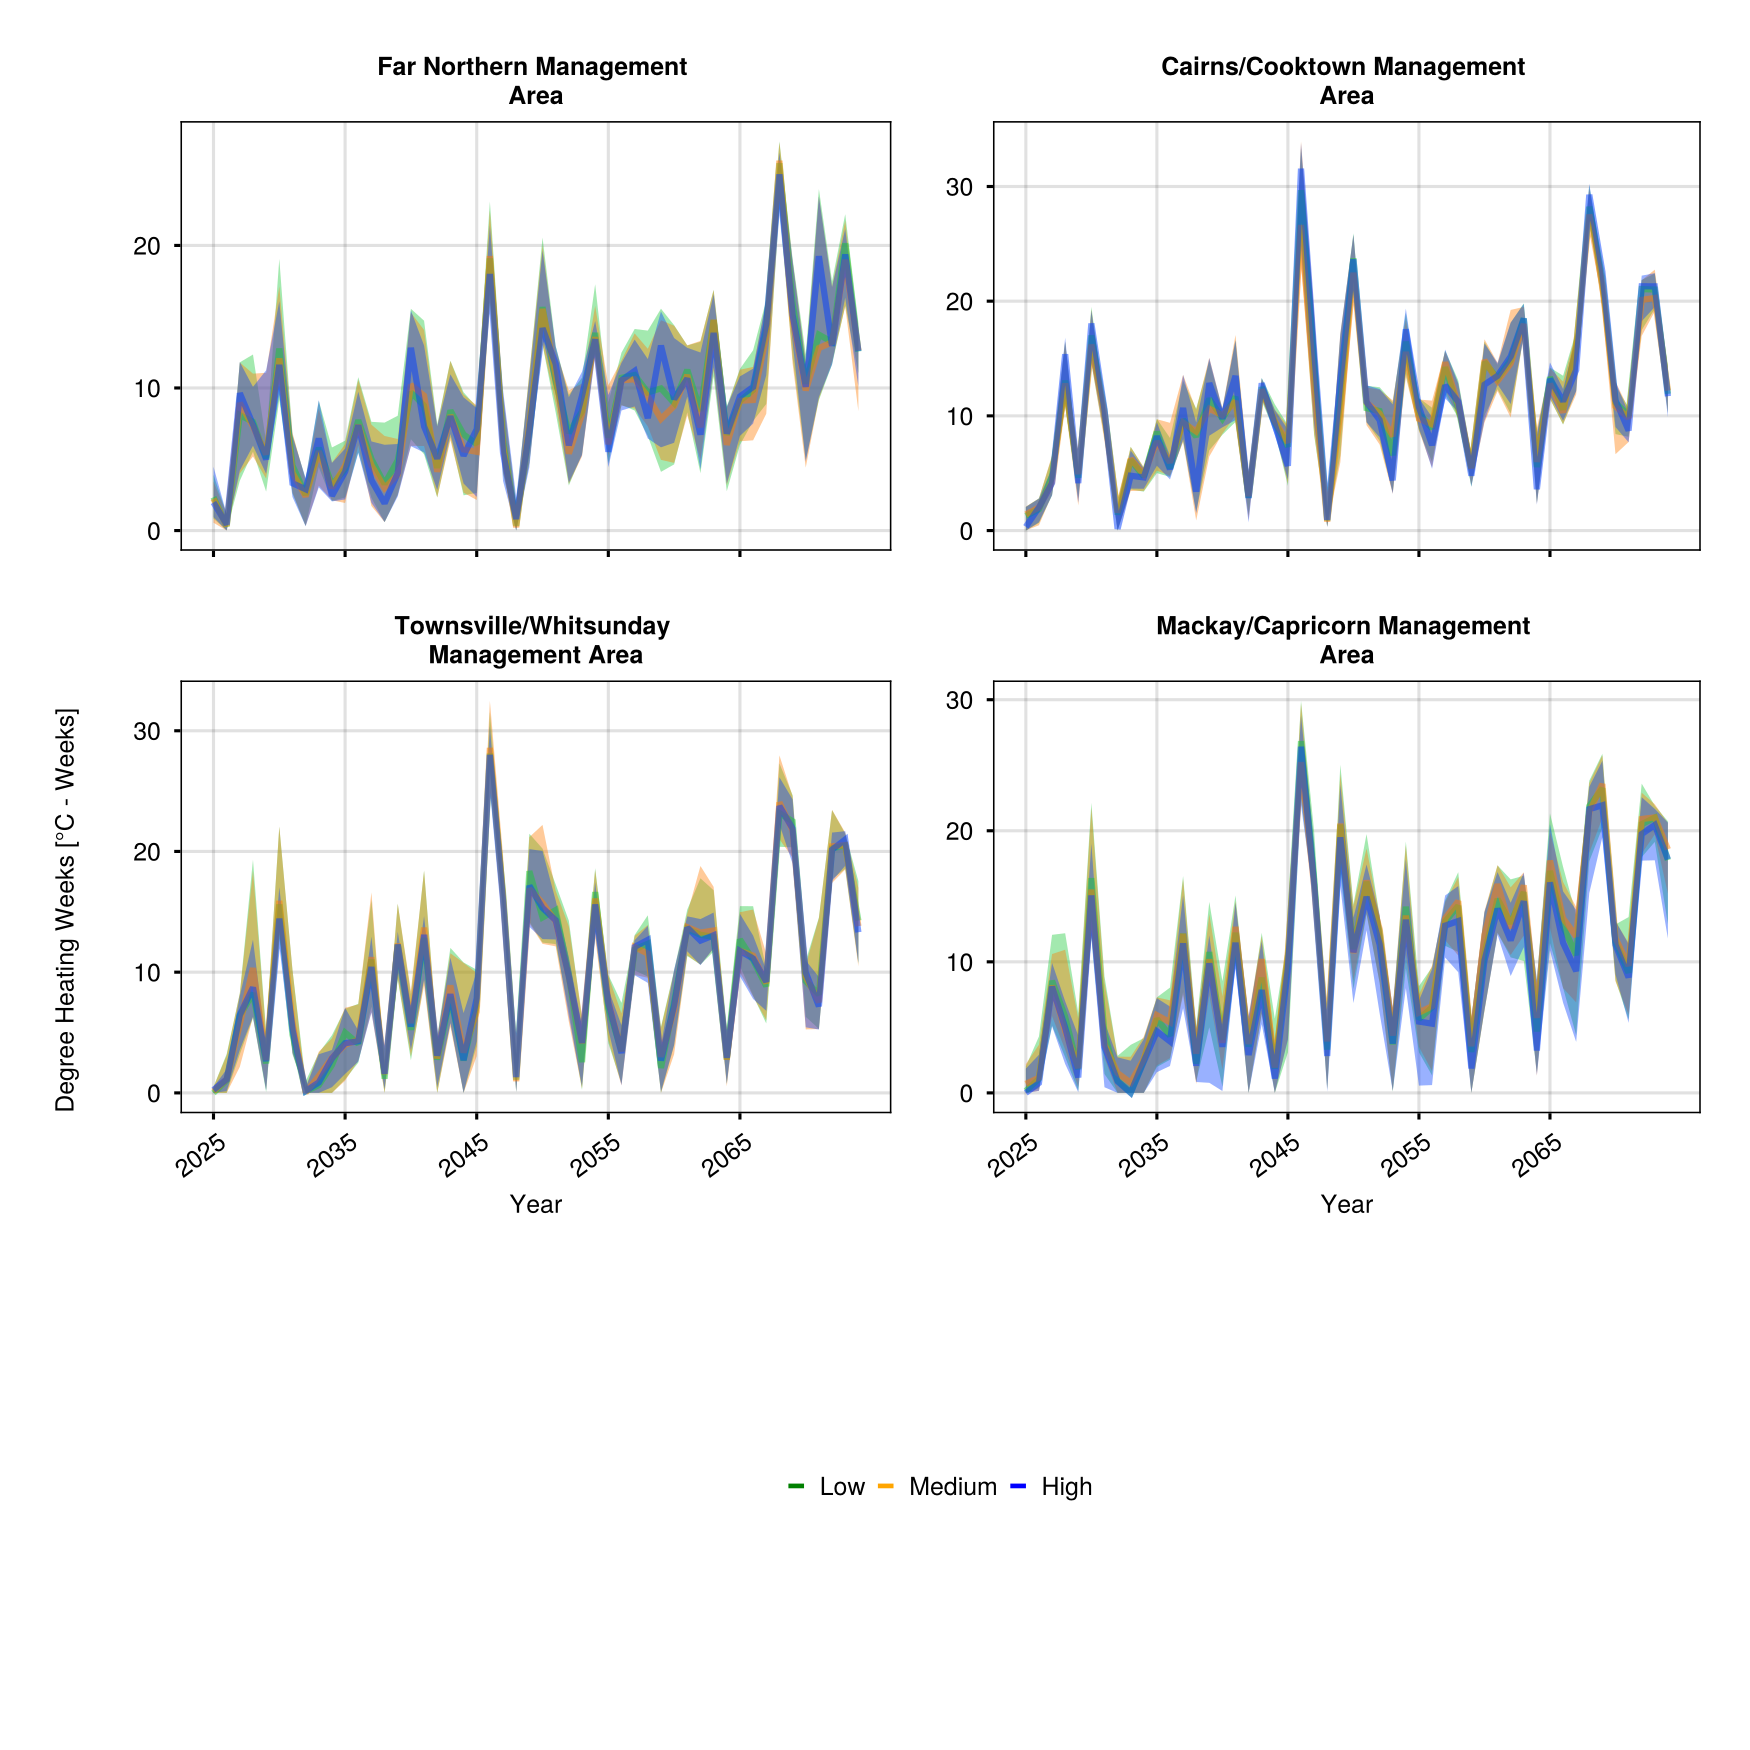 Far Northern Management
Area
Cairns/Cooktown Management
Area
20
10
0
30
20
10
0
Townsville/Whitsunday
Management Area
Mackay/Capricorn Management
Area
Degree Heating Weeks [°C - Weeks]
30
20
10
0
30
20
10
0
2025
2035
2045
2055
2065
2025
2035
2045
2055
2065
Year
Year
Low
Medium
High